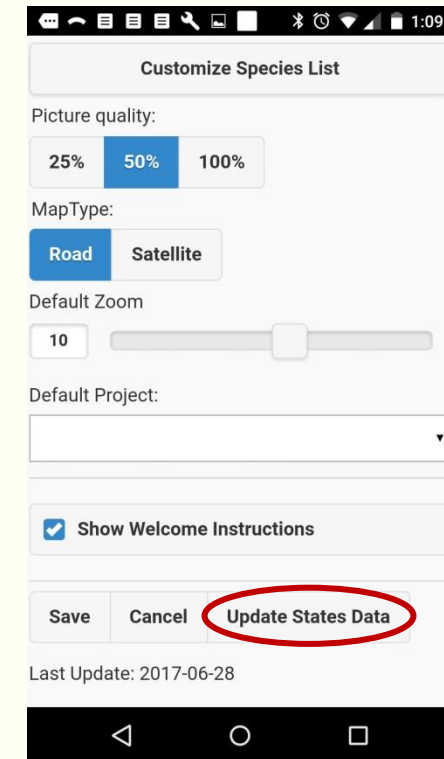 1:09
Customize Species List
Picture quality:
25% 50% 100%
MapType:
Road Satellite
Default Zoom
10
Default Project:
Show Welcome Instructions
Save Cancel Update States Data
Last Update: 2017-06-28